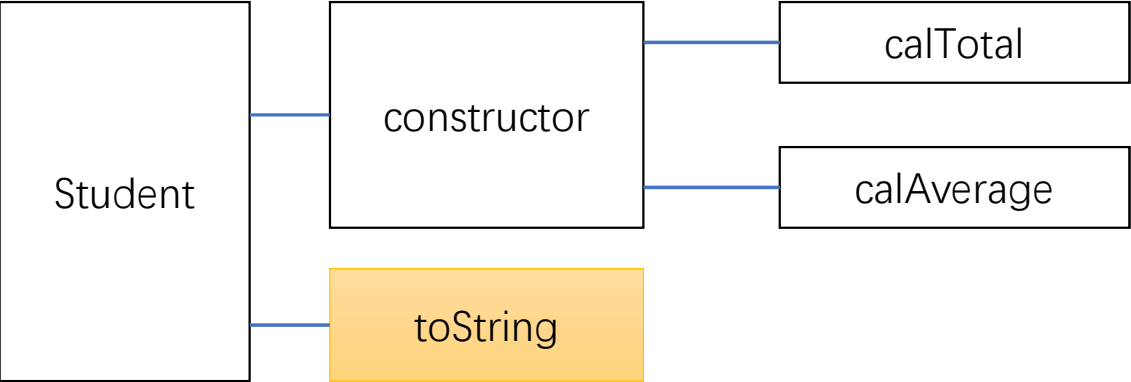 Student
constructor
calTotal
calAverage
toString